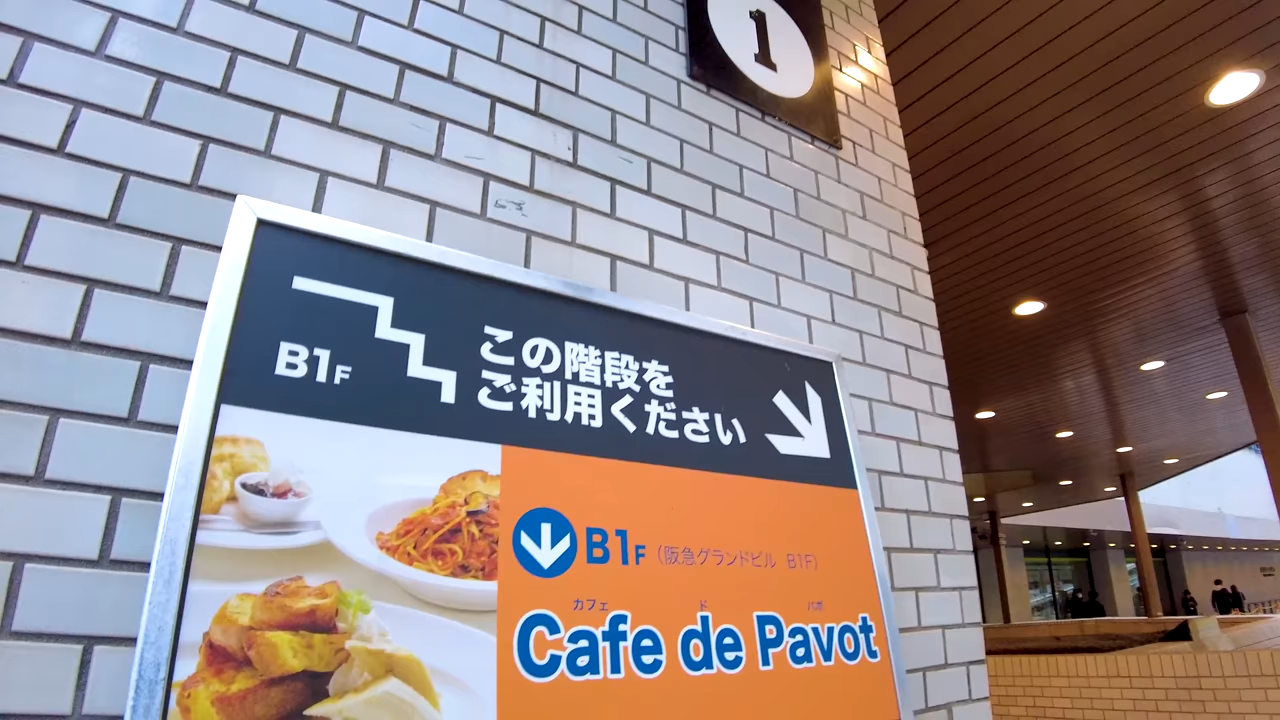 1
B1F
この階段を
ご利用ください
B1F(阪急グランドビル B1F)
カフェ ド パボ
Cafe de Pavot